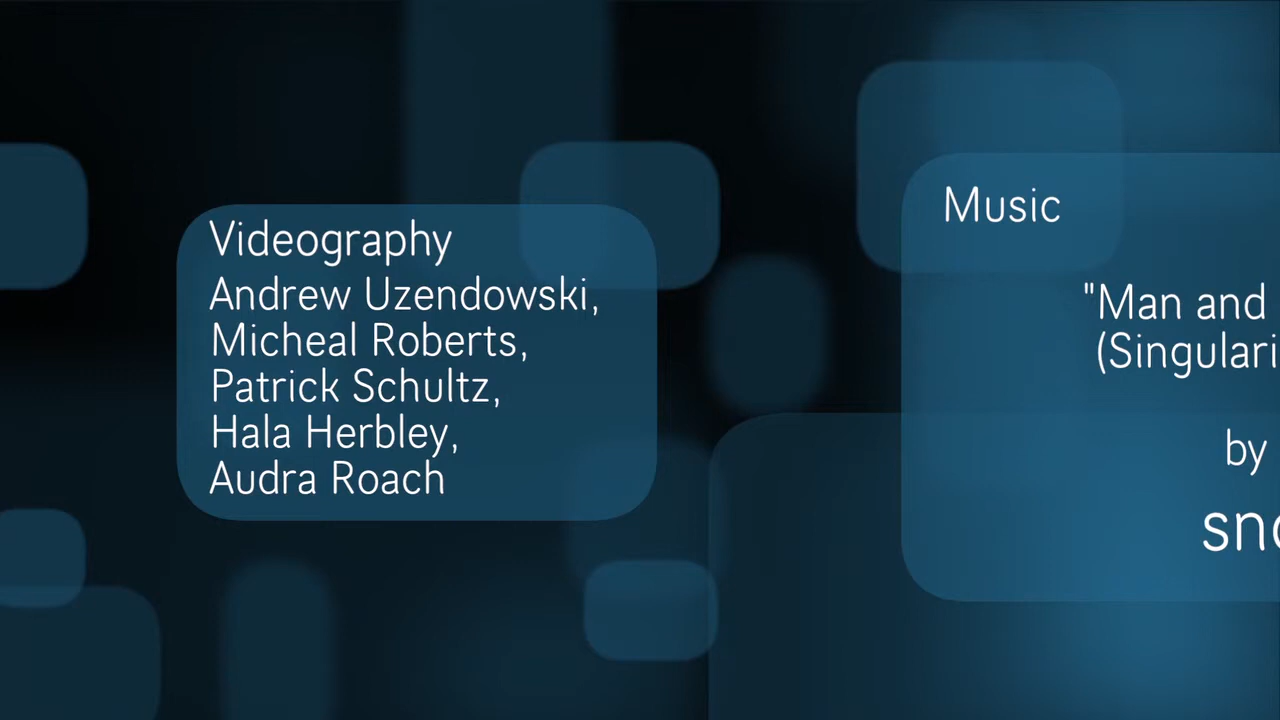 Videography
Andrew Uzendowski,
Micheal Roberts,
Patrick Schultz,
Hala Herbley,
Audra Roach
Music
"Man and
by